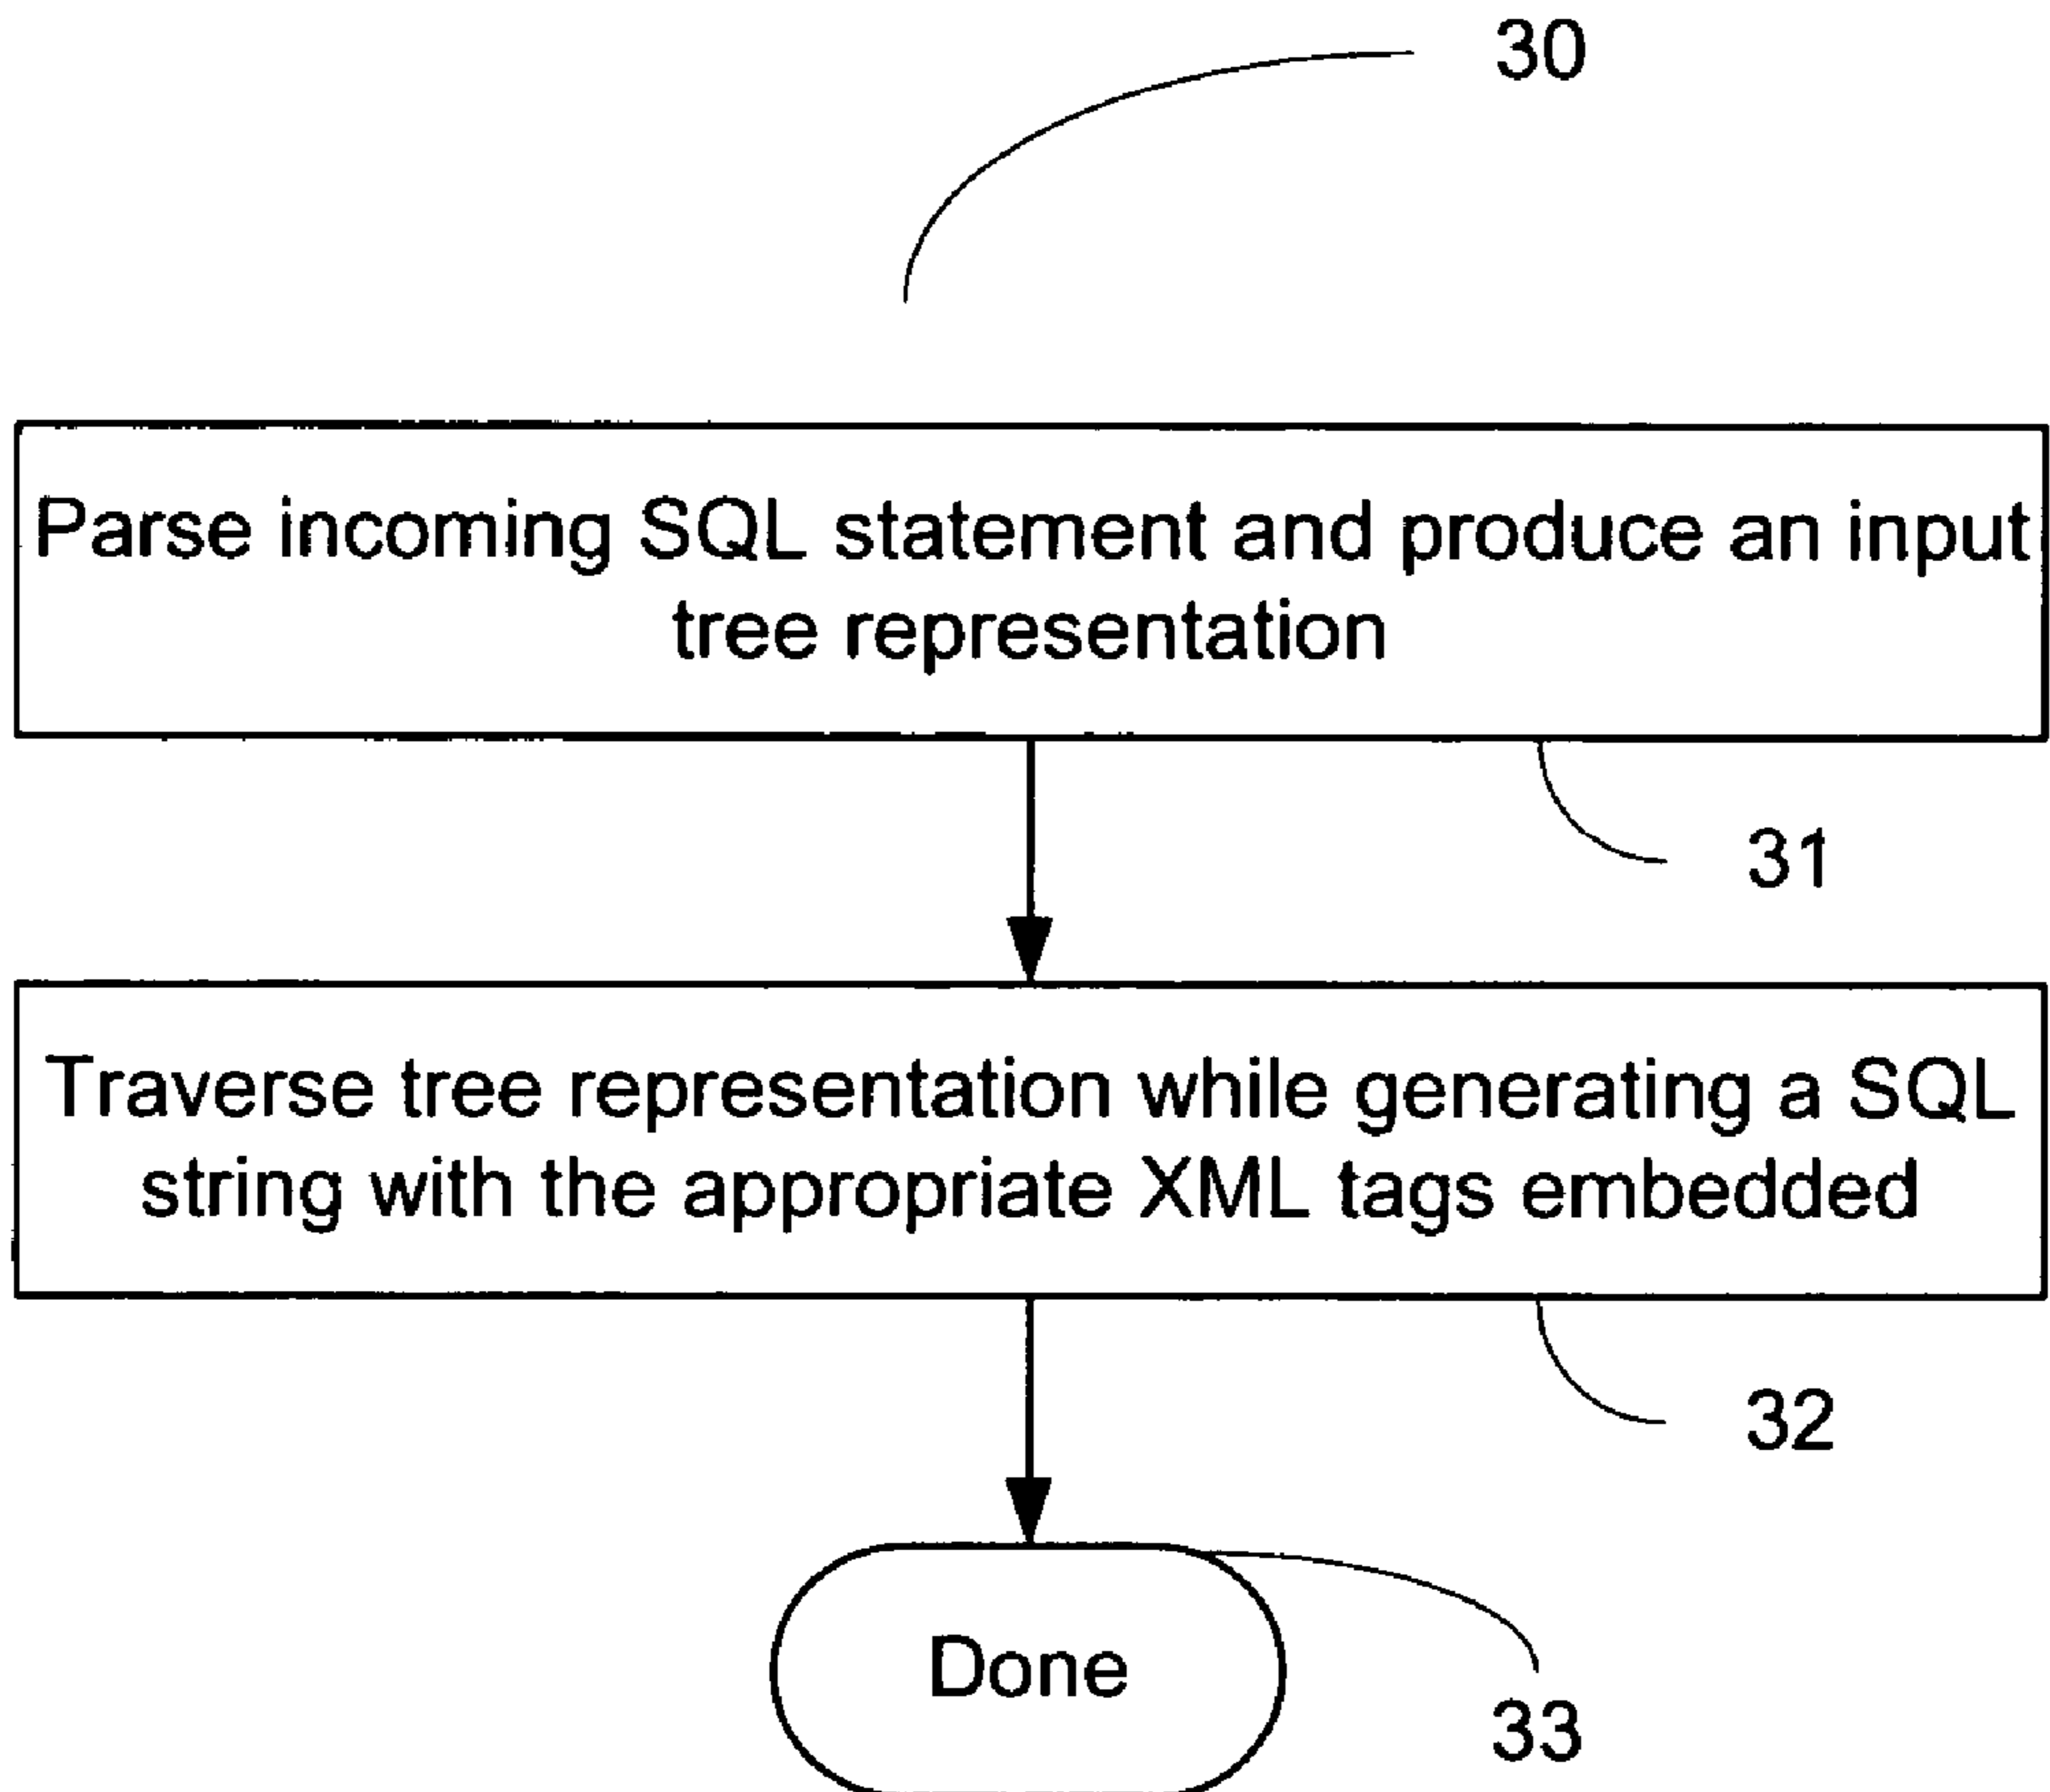 30
Parse incoming SQL statement and produce an input
tree representation
31
Traverse tree representation while generating a SQL
string with the appropriate XML tags embedded
32
Done
33